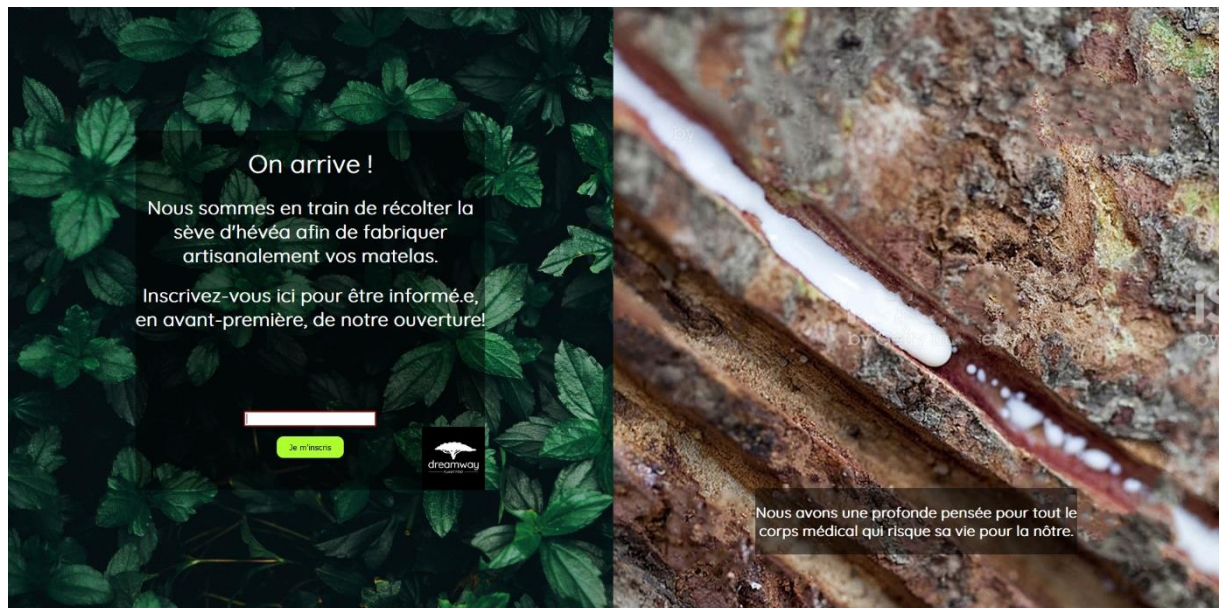 On arrive !
Nous sommes en train de récolter la
sève d'hévéa afin de fabriquer
artisanalement vos matelas.
Inscrivez-vous ici pour être informé.e,
en avant-première, de notre ouverture!
Je m'inscris
dreamway
Nous avons une profonde pensée pour tout le
corps médical qui risque sa vie pour la nôtre.